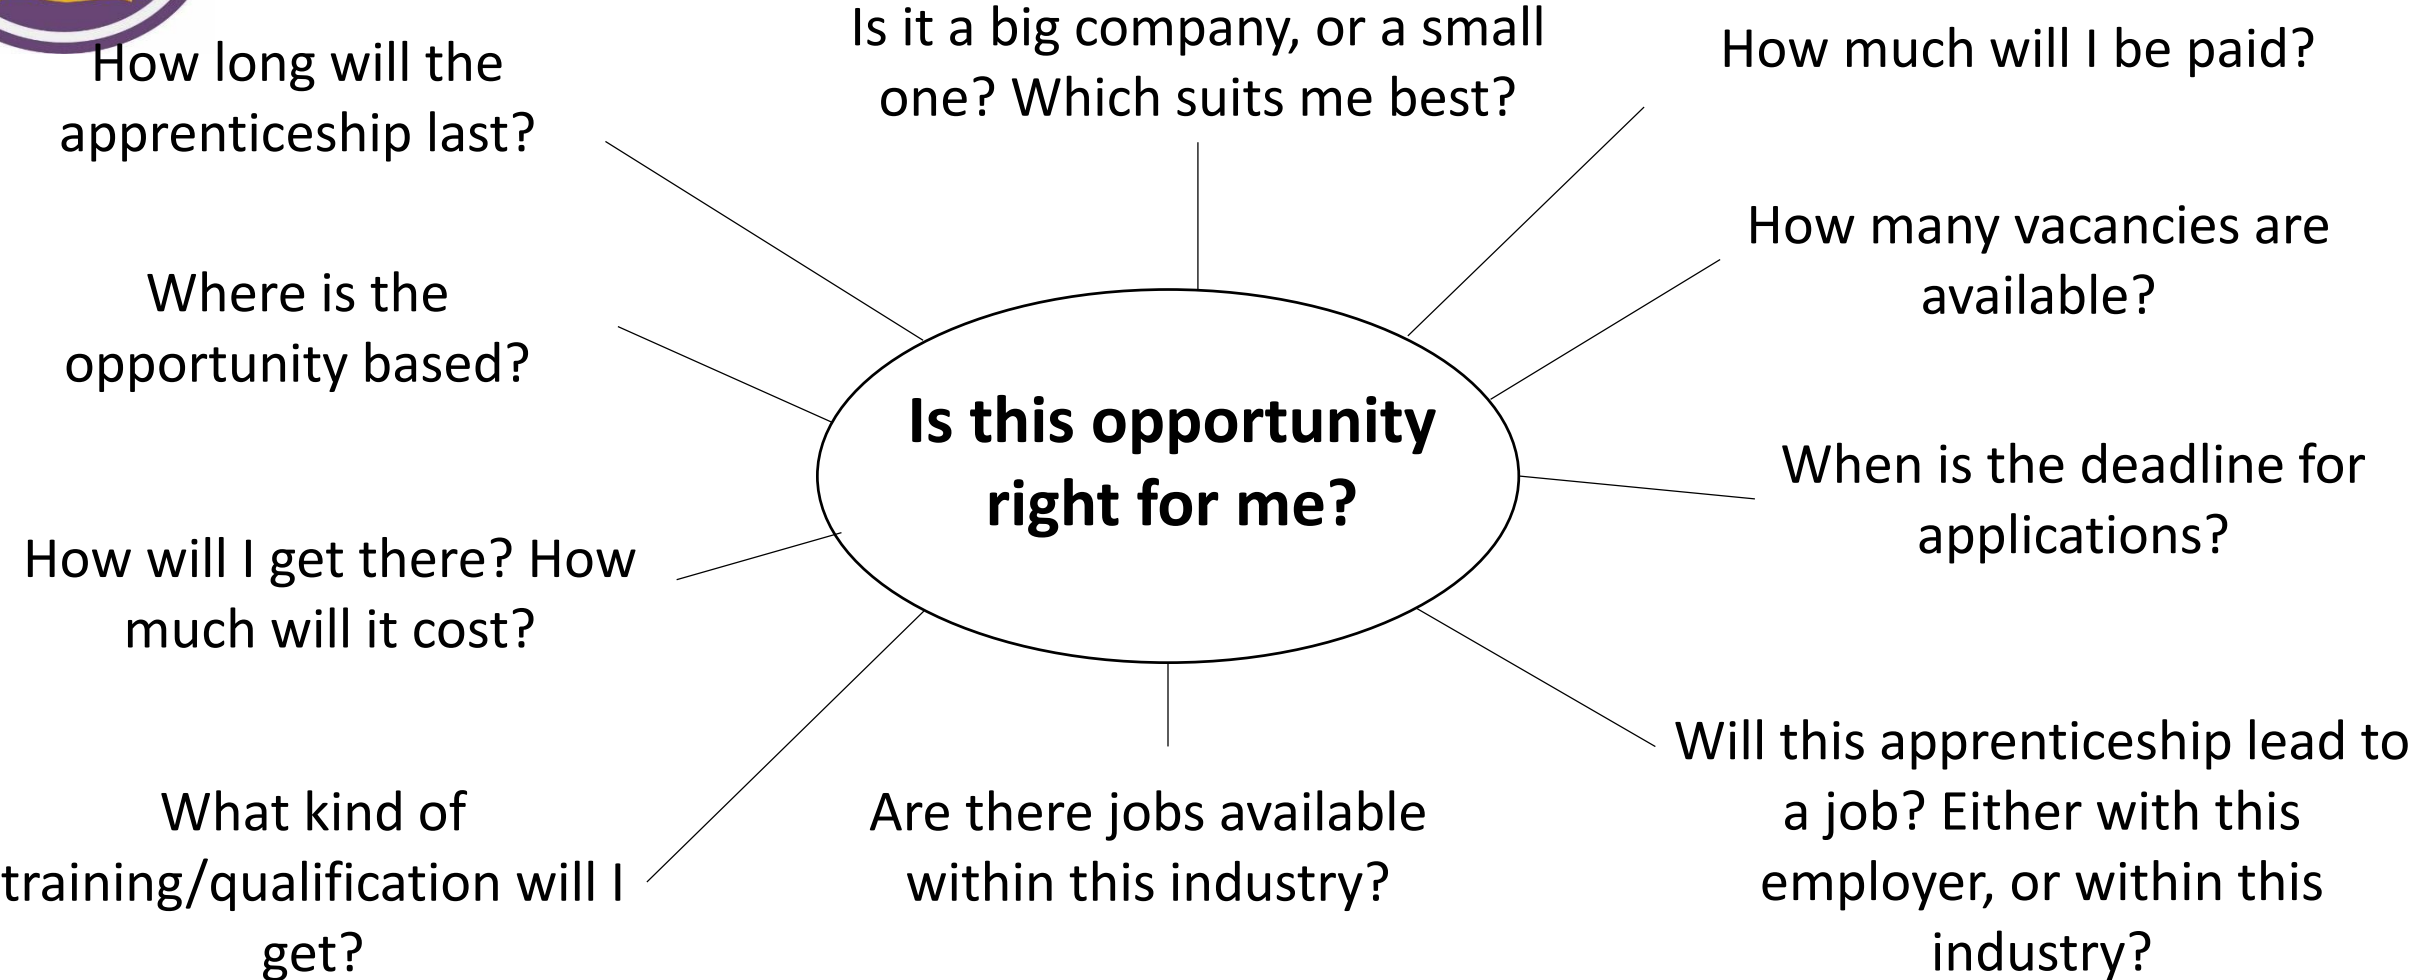 How long will the
apprenticeship last?
Is it a big company, or a small
one? Which suits me best?
How much will I be paid?
How many vacancies are
available?
Where is the
opportunity based?
Is this opportunity
right for me?
When is the deadline for
applications?
How will I get there? How
much will it cost?
What kind of
training/qualification will I
get?
Are there jobs available
within this industry?
Will this apprenticeship lead to
a job? Either with this
employer, or within this
industry?